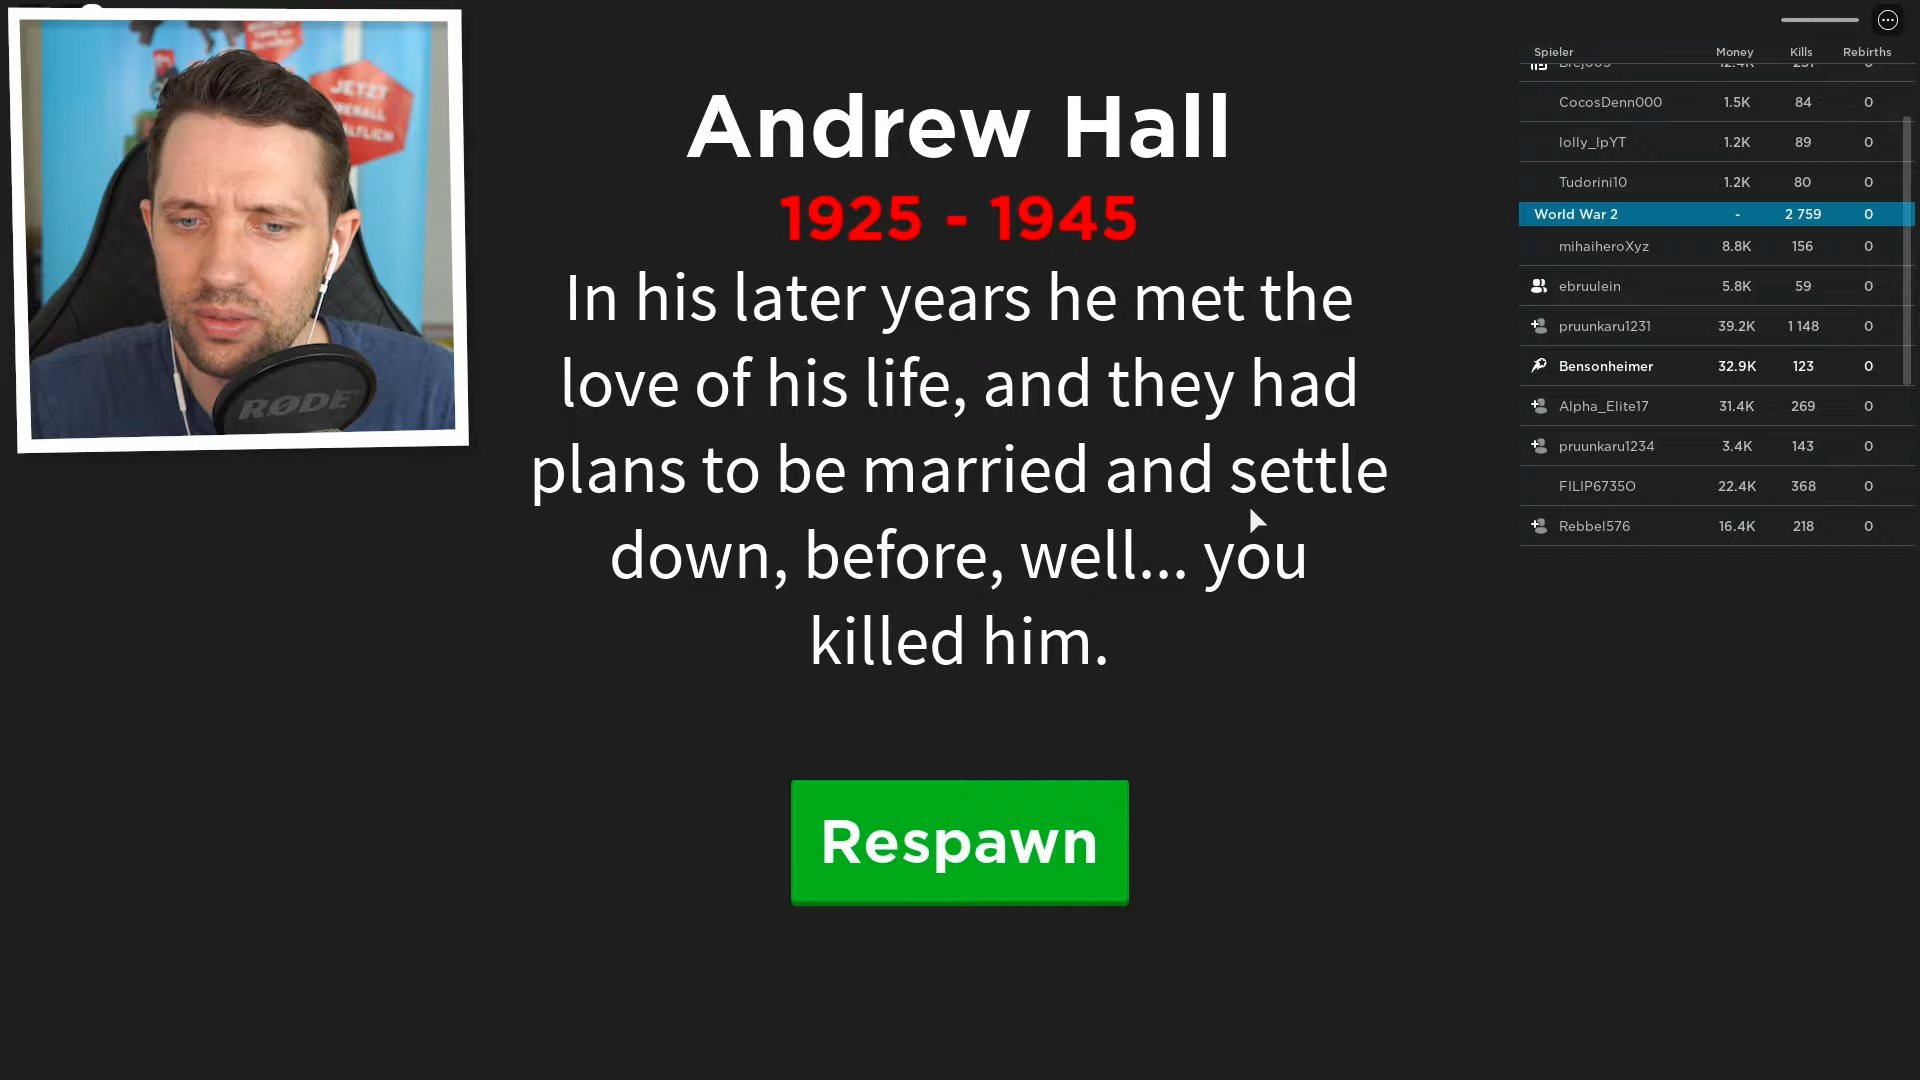 JETZT
RØDE
Andrew Hall
1925 - 1945
In his later years he met the
love of his life, and they had
plans to be married and settle
down, before, well... you
killed him.
Respawn
Spieler Money Kills Rebirths
CocosDenn000 1.5K 84 0
lolly_lpYT 1.2K 89 0
Tudorini10 1.2K 80 0
World War 2 - 2 759 0
mihaiheroXyz 8.8K 156 0
ebruulein 5.8K 59 0
pruunkaru1231 39.2K 1 148 0
Bensonheimer 32.9K 123 0
Alpha_Elite17 31.4K 269 0
pruunkaru1234 3.4K 143 0
FILIP6735O 22.4K 368 0
Rebbel576 16.4K 218 0